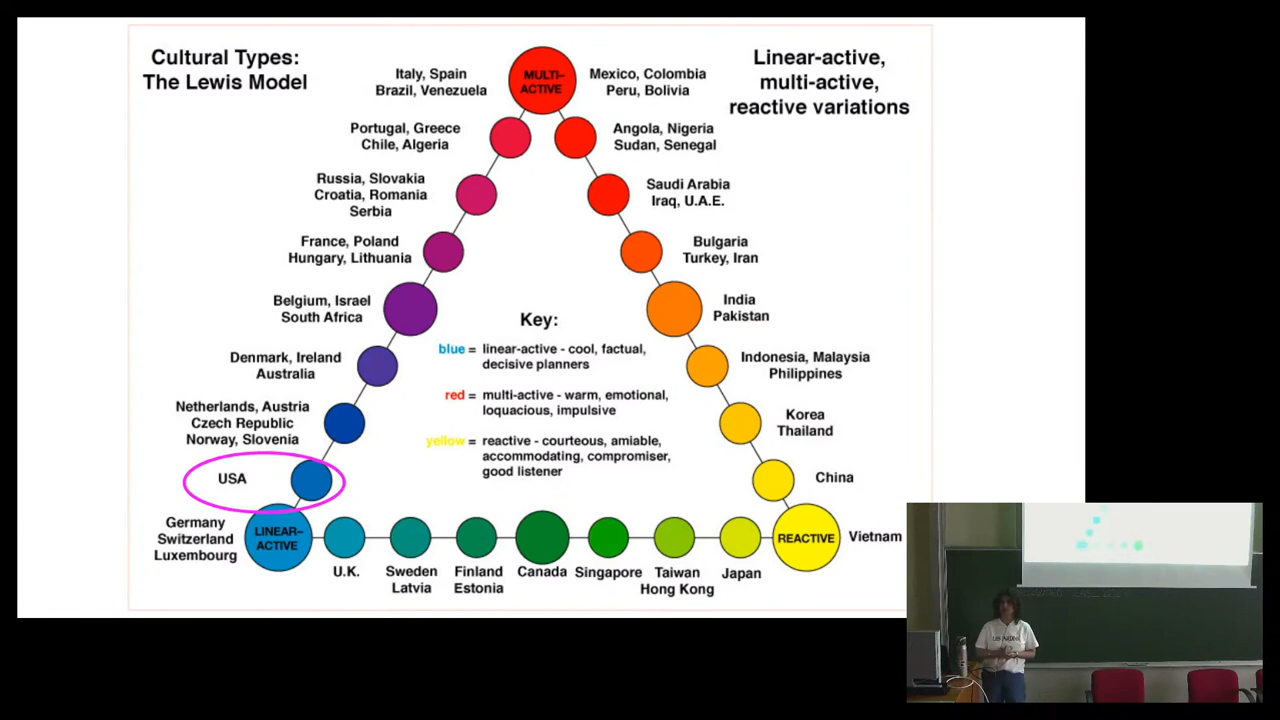 Cultural Types:
The Lewis Model
Linear-active,
multi-active,
reactive variations
MULTI-
ACTIVE
Italy, Spain
Brazil, Venezuela
Mexico, Colombia
Peru, Bolivia
Portugal, Greece
Chile, Algeria
Angola, Nigeria
Sudan, Senegal
Russia, Slovakia
Croatia, Romania
Serbia
Saudi Arabia
Iraq, U.A.E.
France, Poland
Hungary, Lithuania
Bulgaria
Turkey, Iran
Belgium, Israel
South Africa
India
Pakistan
Key:
blue = linear-active - cool, factual,
decisive planners
red = multi-active - warm, emotional,
loquacious, impulsive
yellow = reactive - courteous, amiable,
accommodating, compromiser,
good listener
Denmark, Ireland
Australia
Indonesia, Malaysia
Philippines
Netherlands, Austria
Czech Republic
Norway, Slovenia
Korea
Thailand
USA
China
Germany
Switzerland
Luxembourg
LINEAR-
ACTIVE
REACTIVE
Vietnam
U.K.
Sweden
Latvia
Finland
Estonia
Canada
Singapore
Taiwan
Hong Kong
Japan